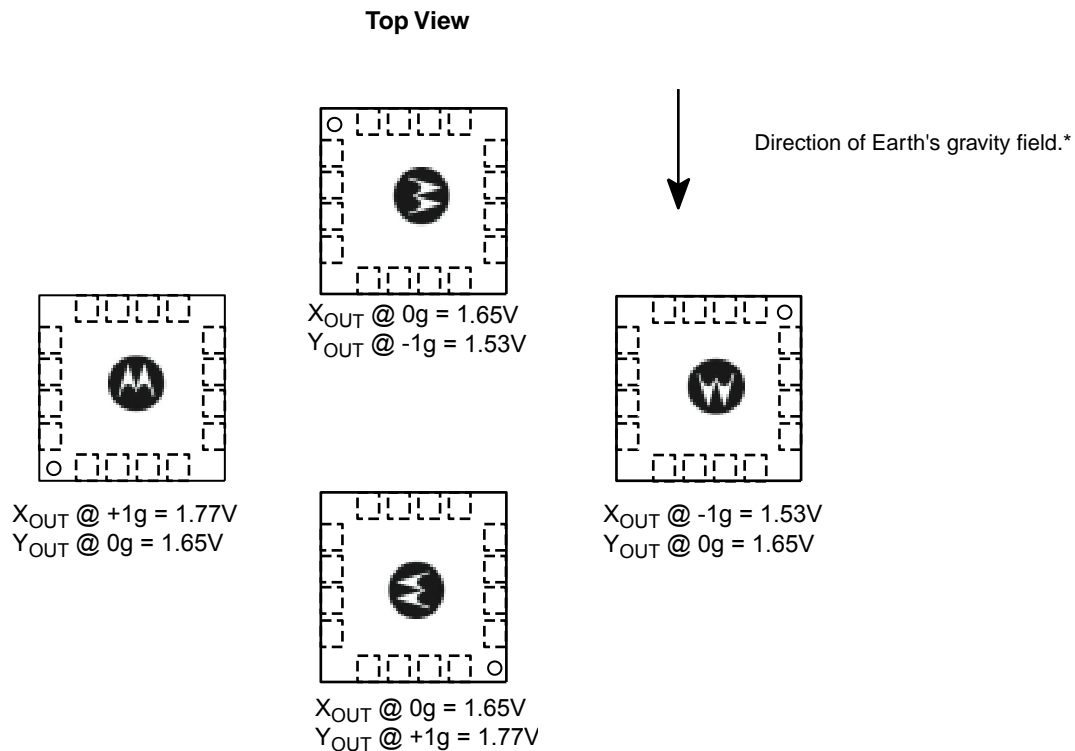 Top View
Direction of Earth's gravity field.*
XOUT @ 0g = 1.65V
YOUT @ -1g = 1.53V
XOUT @ +1g = 1.77V
YOUT @ 0g = 1.65V
XOUT @ -1g = 1.53V
YOUT @ 0g = 1.65V
XOUT @ 0g = 1.65V
YOUT @ +1g = 1.77V